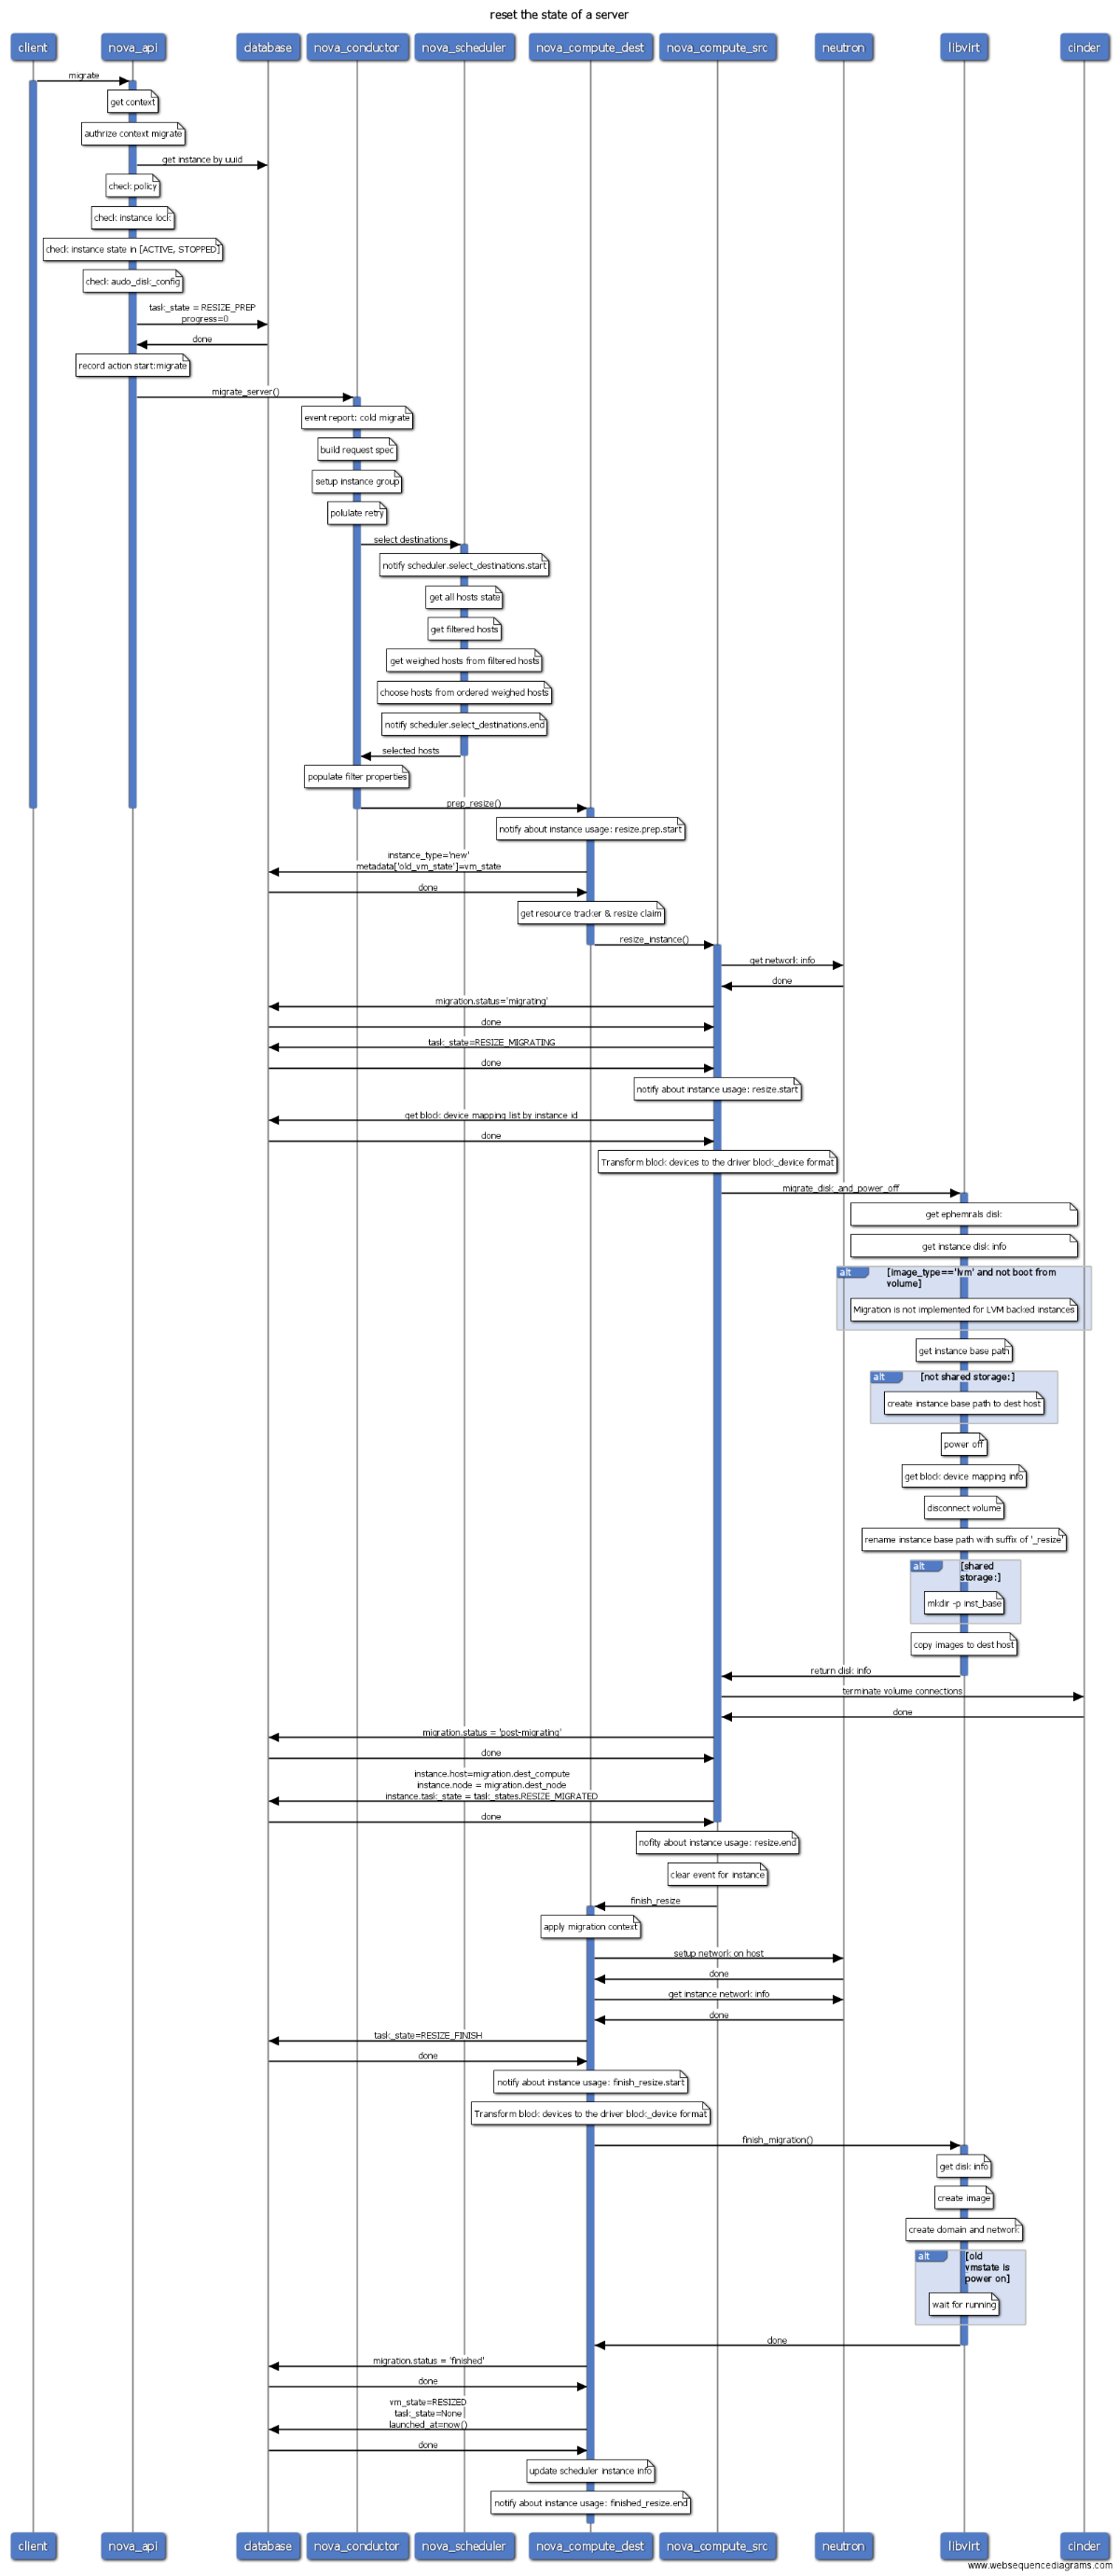 reset the state of a server
client
nova_api
database
nova_conductor
nova_scheduler
nova_compute_dest
nova_compute_src
neutron
libvirt
cinder
migrate
get context
authrize context migrate
get instance by uuid
check policy
check instance lock
check instance state in [ACTIVE, STOPPED]
check audo_disk_config
task_state = RESIZE_PREP
progress=0
done
record action start:migrate
migrate_server()
event report: cold migrate
build request spec
setup instance group
polulate retry
select destinations
notify scheduler.select_destinations.start
get all hosts state
get filtered hosts
get weighed hosts from filtered hosts
choose hosts from ordered weighed hosts
notify scheduler.select_destinations.end
selected hosts
populate filter properties
prep_resize()
notify about instance usage: resize.prep.start
instance_type='new'
metadata['old_vm_state']=vm_state
done
get resource tracker & resize claim
resize_instance()
get network info
done
migration.status='migrating'
done
task_state=RESIZE_MIGRATING
done
notify about instance usage: resize.start
get block device mapping list by instance id
done
Transform block devices to the driver block_device format
migrate_disk_and_power_off
get ephemrals disk
get instance disk info
alt
[image_type=='lvm' and not boot from
volume]
Migration is not implemented for LVM backed instances
get instance base path
alt
[not shared storage:]
create instance base path to dest host
power off
get block device mapping info
disconnect volume
rename instance base path with suffix of '_resize'
alt
[shared
storage:]
mkdir -p inst_base
copy images to dest host
return disk info
terminate volume connections
done
migration.status = 'post-migrating'
done
instance.host=migration.dest_compute
instance.node = migration.dest_node
instance.task_state = task_states.RESIZE_MIGRATED
done
nofity about instance usage: resize.end
clear event for instance
finish_resize
apply migration context
setup network on host
done
get instance network info
done
task_state=RESIZE_FINISH
done
notify about instance usage: finish_resize.start
Transform block devices to the driver block_device format
finish_migration()
get disk info
create image
create domain and network
alt
[old
vmstate is
power on]
wait for running
done
migration.status = 'finished'
done
vm_state=RESIZED
task_state=None
launched_at=now()
done
update scheduler instance info
notify about instance usage: finished_resize.end
client
nova_api
database
nova_conductor
nova_scheduler
nova_compute_dest
nova_compute_src
neutron
libvirt
cinder
www.websequencediagrams.com